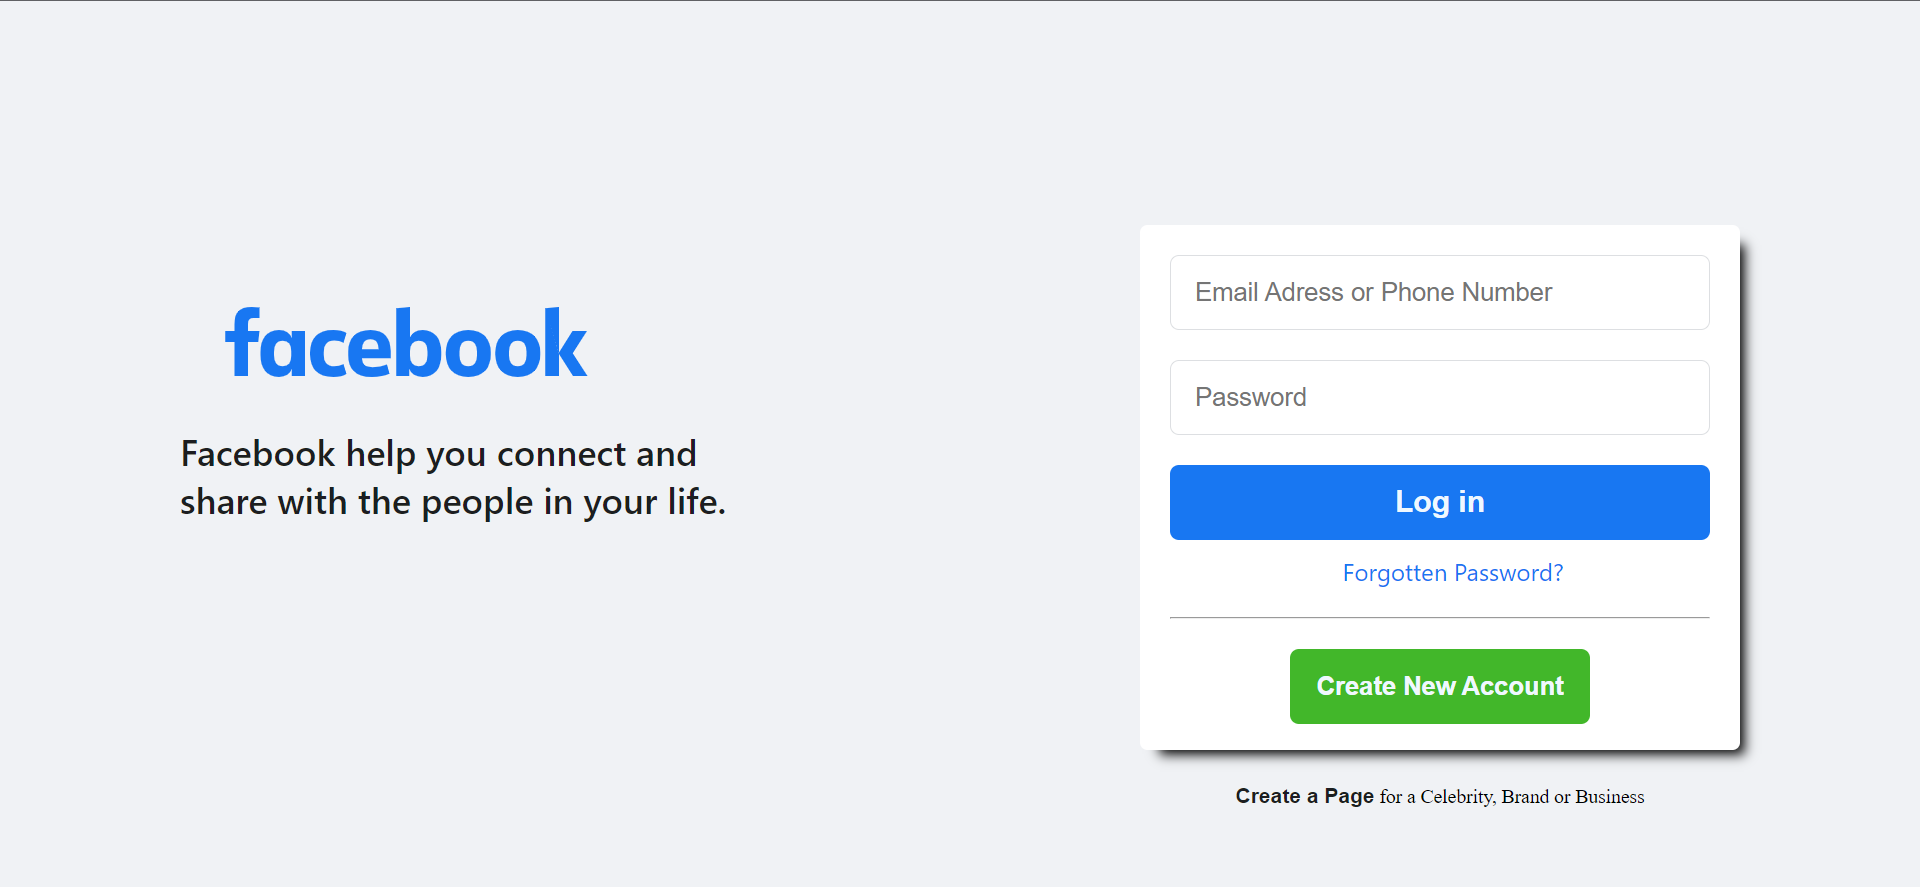 facebook
Facebook help you connect and
share with the people in your life.
Email Adress or Phone Number
Password
Log in
Forgotten Password?
Create New Account
Create a Page for a Celebrity, Brand or Business